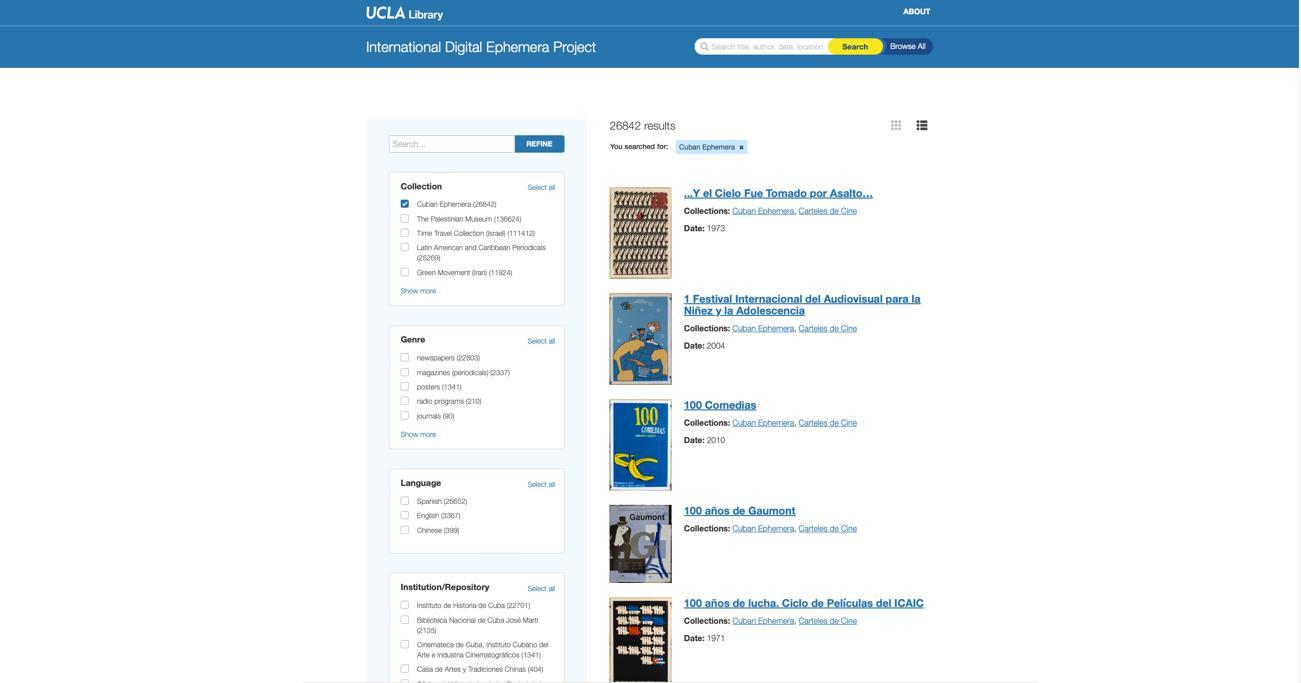 UCLA Library
ABOUT
International Digital Ephemera Project
Search title, author, date, location
Search
Browse All
Search...
REFINE
Collection
Select all
Cuban Ephemera (26842)
The Palestinian Museum (136624)
Time Travel Collection (Israel) (111412)
Latin American and Caribbean Periodicals
(25269)
Green Movement (Iran) (11924)
Show more
Genre
Select all
newspapers (22803)
magazines (periodicals) (2337)
posters (1341)
radio programs (210)
journals (90)
Show more
Language
Select all
Spanish (26652)
English (3367)
Chinese (399)
Institution/Repository
Select all
Instituto de Historia de Cuba (22701)
Biblioteca Nacional de Cuba José Martí
(2135)
Cinemateca de Cuba, Instituto Cubano del
Arte e Industria Cinematográficos (1341)
Casa de Artes y Tradiciones Chinas (404)
26842 results
You searched for: Cuban Ephemera ×
...Y el Cielo Fue Tomado por Asalto...
Collections: Cuban Ephemera, Carteles de Cine
Date: 1973
1 Festival Internacional del Audiovisual para la
Niñez y la Adolescencia
Collections: Cuban Ephemera, Carteles de Cine
Date: 2004
100
COMEDIAS
100 Comedias
Collections: Cuban Ephemera, Carteles de Cine
Date: 2010
Gaumont
G
100 años de Gaumont
Collections: Cuban Ephemera, Carteles de Cine
100 años de lucha. Ciclo de Películas del ICAIC
Collections: Cuban Ephemera, Carteles de Cine
Date: 1971